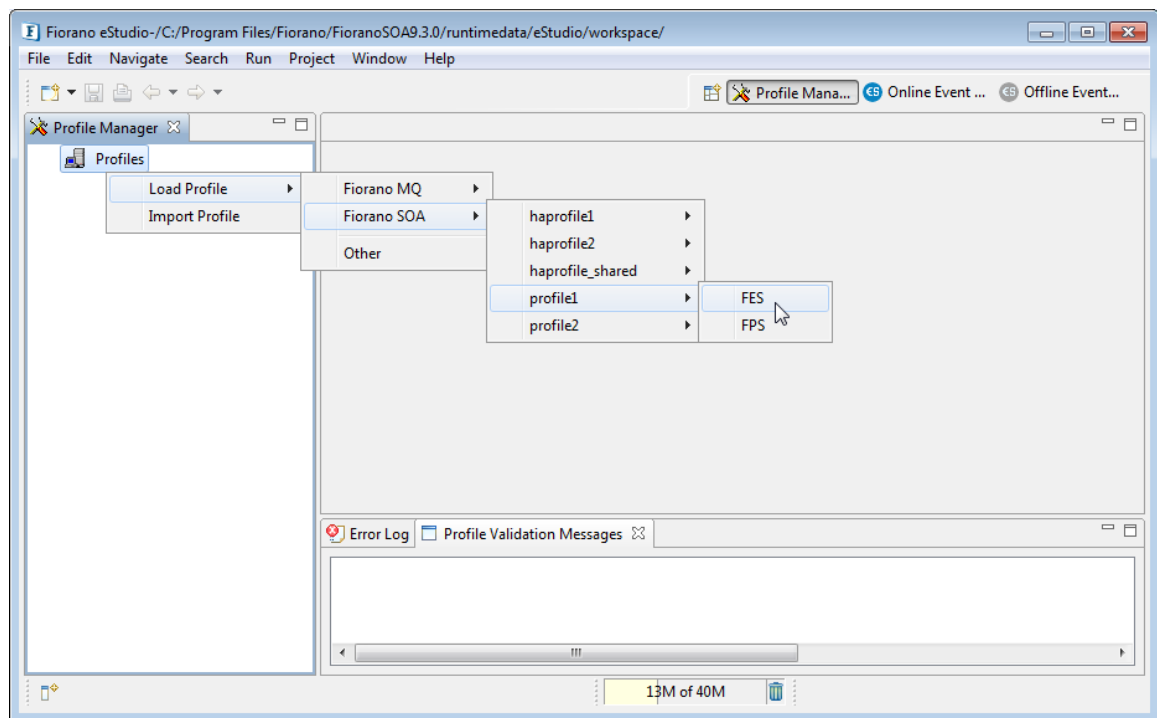 Fiorano eStudio-/C:/Program Files/Fiorano/FioranoSOA9.3.0/runtimedata/eStudio/workspace/
File Edit Navigate Search Run Project Window Help
Profile Mana... Online Event ... Offline Event...
Profile Manager
Profiles
Load Profile
Import Profile
Fiorano MQ
Fiorano SOA
Other
haprofile1
haprofile2
haprofile_shared
profile1
profile2
FES
FPS
Error Log Profile Validation Messages
13M of 40M